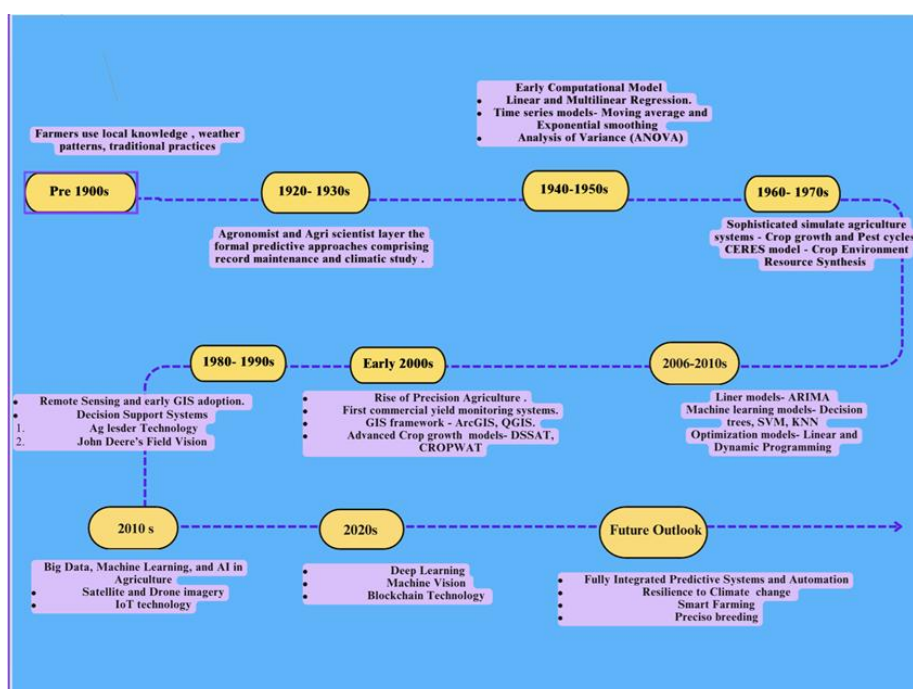 Farmers use local knowledge , weather
patterns, traditional practices
Pre 1900s
1920- 1930s
Agronomist and Agri scientist layer the
formal predictive approaches comprising
record maintenance and climatic study .
Early Computational Model
• Linear and Multilinear Regression.
• Time series models- Moving average and
Exponential smoothing
• Analysis of Variance (ANOVA)
1940-1950s
1960- 1970s
Sophisticated simulate agriculture
systems - Crop growth and Pest cycles
CERES model - Crop Environment
Resource Synthesis
1980- 1990s
• Remote Sensing and early GIS adoption.
• Decision Support Systems
1. Ag lesder Technology
2. John Deere's Field Vision
Early 2000s
• Rise of Precision Agriculture .
• First commercial yield monitoring systems.
• GIS framework - ArcGIS, QGIS.
• Advanced Crop growth models- DSSAT,
CROPWAT
2006-2010s
Liner models- ARIMA
Machine learning models- Decision
trees, SVM, KNN
Optimization models- Linear and
Dynamic Programming
2010 s
• Big Data, Machine Learning, and AI in
Agriculture
• Satellite and Drone imagery
• IoT technology
2020s
• Deep Learning
• Machine Vision
• Blockchain Technology
Future Outlook
• Fully Integrated Predictive Systems and Automation
• Resilience to Climate change
• Smart Farming
• Preciso breeding